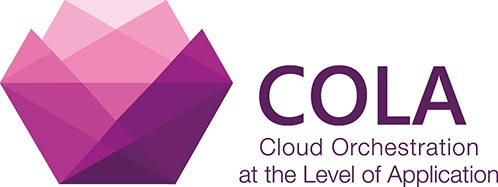 COLA
Cloud Orchestration
at the Level of Application